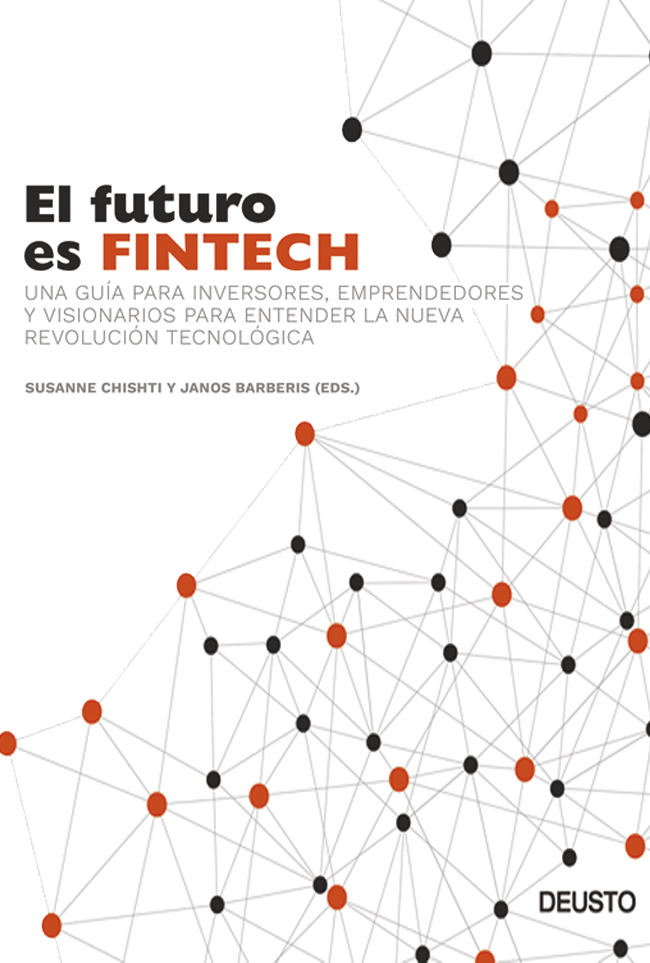 El futuro
es FINTECH
UNA GUÍA PARA INVERSORES, EMPRENDEDORES
Y VISIONARIOS PARA ENTENDER LA NUEVA
REVOLUCIÓN TECNOLÓGICA
SUSANNE CHISHTI Y JANOS BARBERIS (EDS.)
DEUSTO